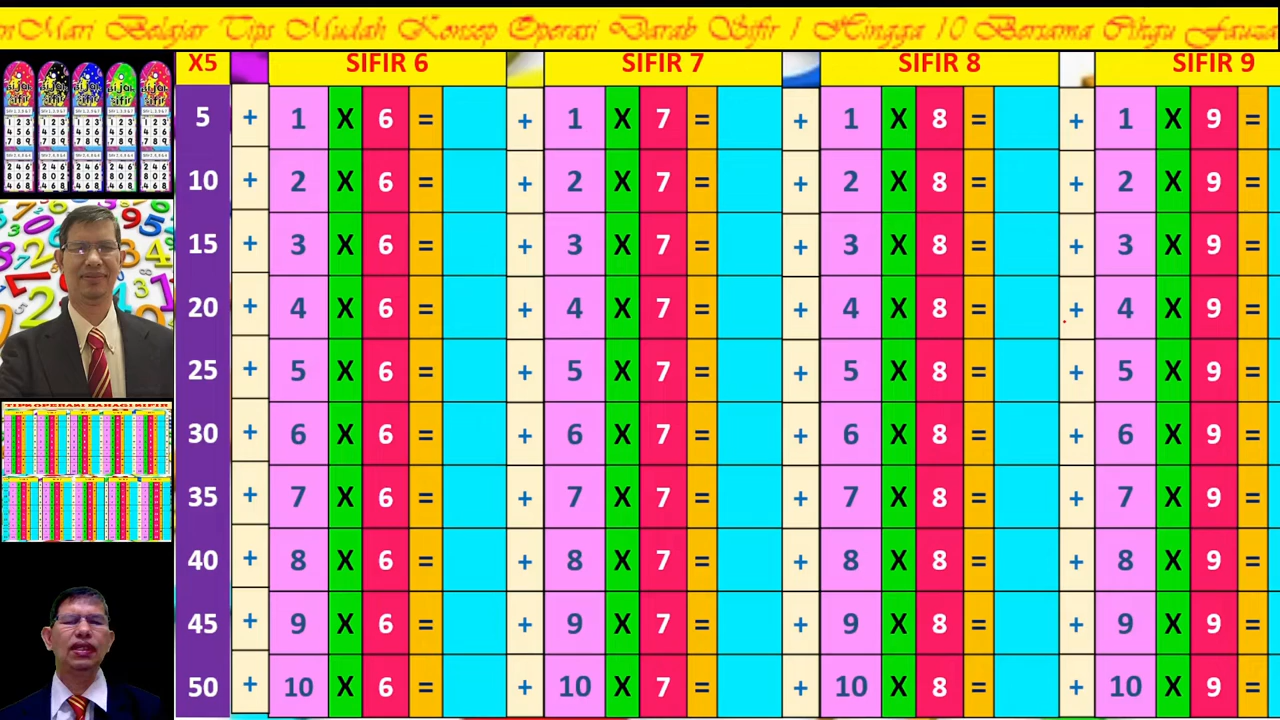 Mari Belajar Tips Mudah Konsep Operasi Darab Sifir 1 Hingga 10 Bersama Cikgu Fauza
X5 SIFIR 6 SIFIR 7 SIFIR 8 SIFIR 9
5 + 1 X 6 = + 1 X 7 = + 1 X 8 = + 1 X 9 =
10 + 2 X 6 = + 2 X 7 = + 2 X 8 = + 2 X 9 =
15 + 3 X 6 = + 3 X 7 = + 3 X 8 = + 3 X 9 =
20 + 4 X 6 = + 4 X 7 = + 4 X 8 = + 4 X 9 =
25 + 5 X 6 = + 5 X 7 = + 5 X 8 = + 5 X 9 =
30 + 6 X 6 = + 6 X 7 = + 6 X 8 = + 6 X 9 =
35 + 7 X 6 = + 7 X 7 = + 7 X 8 = + 7 X 9 =
40 + 8 X 6 = + 8 X 7 = + 8 X 8 = + 8 X 9 =
45 + 9 X 6 = + 9 X 7 = + 9 X 8 = + 9 X 9 =
50 + 10 X 6 = + 10 X 7 = + 10 X 8 = + 10 X 9 =
TIPS OPERASI BAHAGI SIFIR